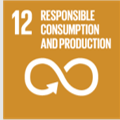 12 RESPONSIBLE
CONSUMPTION
AND PRODUCTION